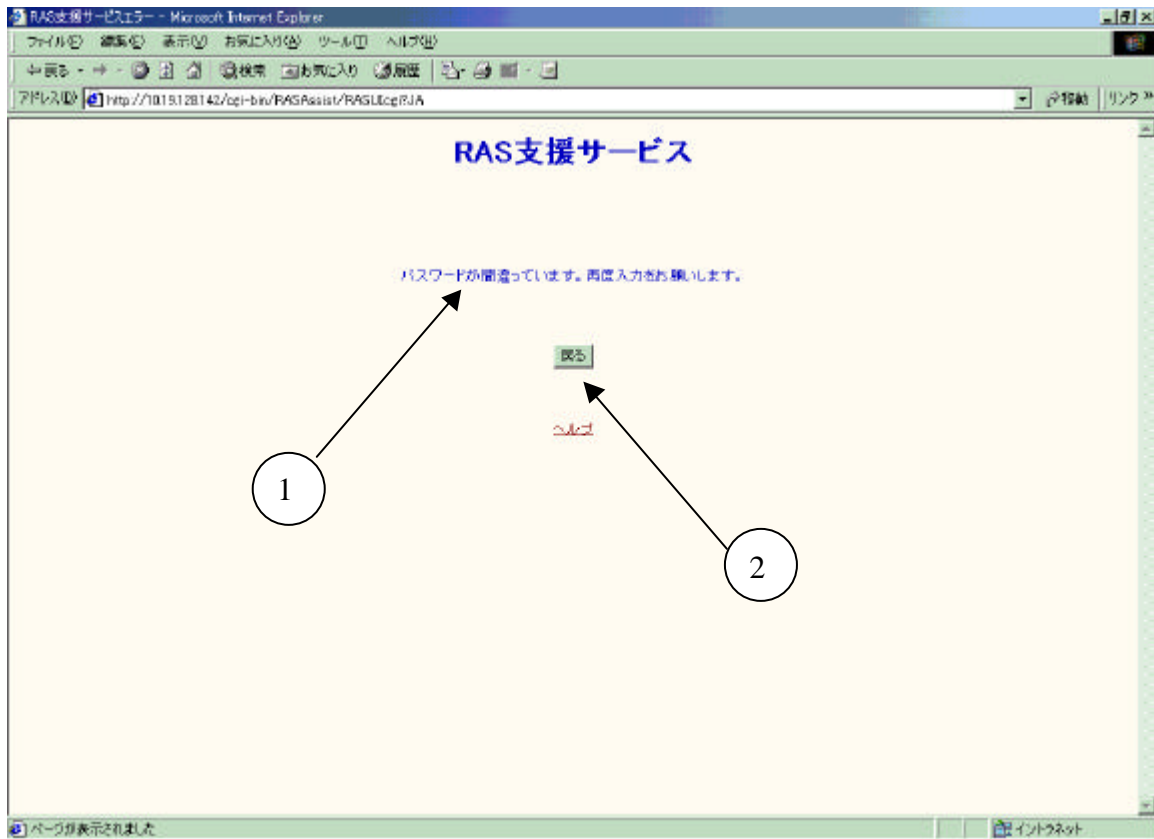 RAS支援サービスエラー - Microsoft Internet Explorer
ファイル(F) 編集(E) 表示(V) お気に入り(A) ツール(T) ヘルプ(H)
戻る 検索 お気に入り 履歴
アドレス(D) http://10.19.128.142/cgi-bin/RASAssist/RASUI.cgi?JA 移動 リンク »
RAS支援サービス
パスワードが間違っています。再度入力をお願いします。
戻る
ヘルプ
1
2
ページが表示されました イントラネット